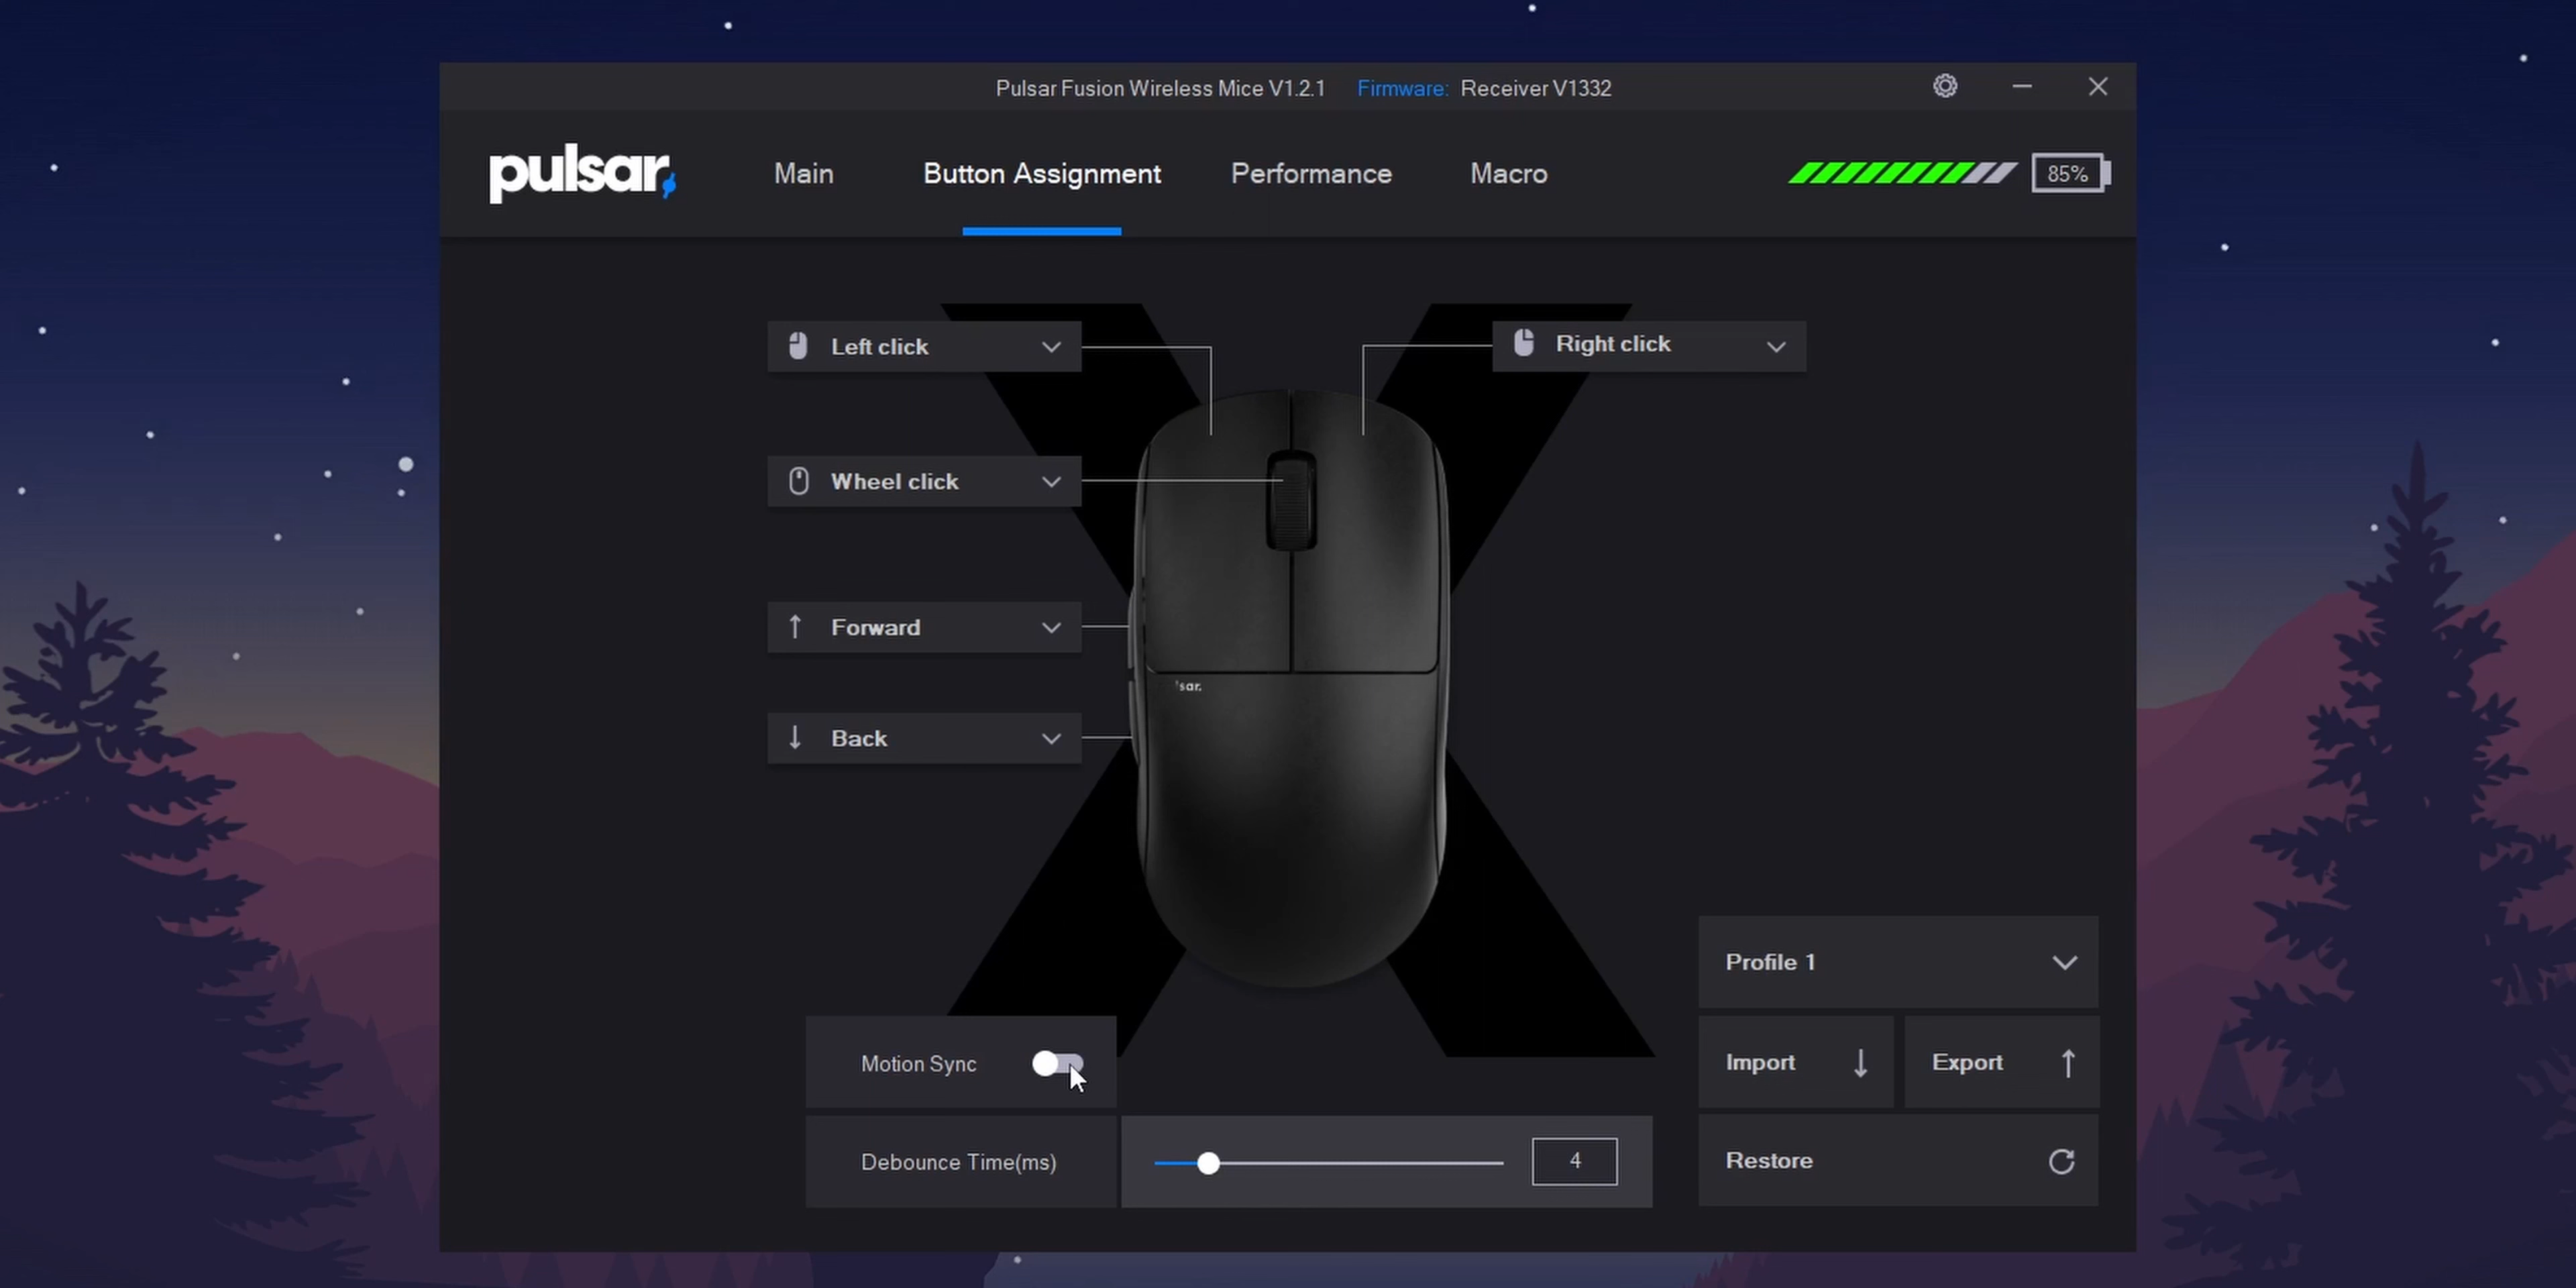 Pulsar Fusion Wireless Mice V1.2.1 Firmware: Receiver V1332
pulsar
Main Button Assignment Performance Macro 85%
Left click Right click
Wheel click
Forward
sar.
Back
Profile 1
Motion Sync Import Export
Debounce Time(ms) 4 Restore